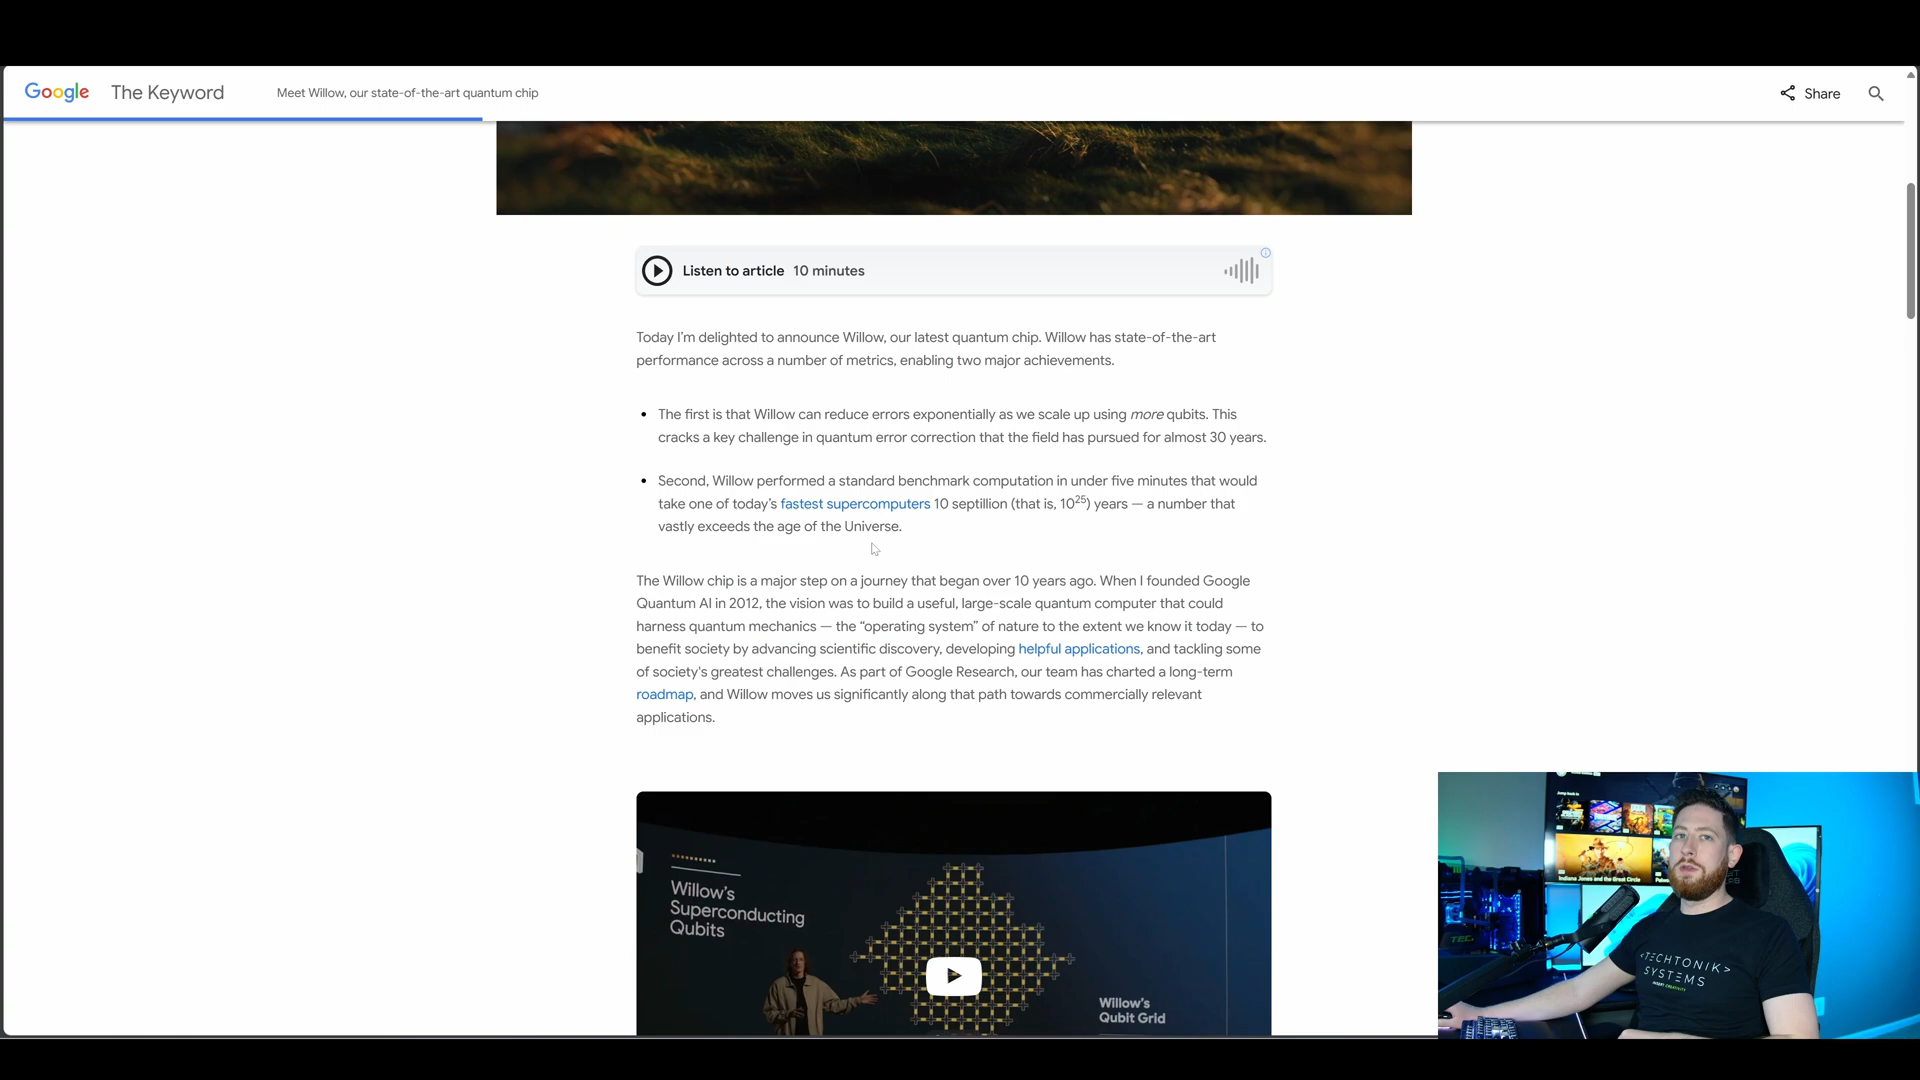 Google The Keyword Meet Willow, our state-of-the-art quantum chip Share
Listen to article 10 minutes
Today I'm delighted to announce Willow, our latest quantum chip. Willow has state-of-the-art
performance across a number of metrics, enabling two major achievements.
• The first is that Willow can reduce errors exponentially as we scale up using more qubits. This
cracks a key challenge in quantum error correction that the field has pursued for almost 30 years.
• Second, Willow performed a standard benchmark computation in under five minutes that would
take one of today's fastest supercomputers 10 septillion (that is, 10²⁵) years — a number that
vastly exceeds the age of the Universe.
The Willow chip is a major step on a journey that began over 10 years ago. When I founded Google
Quantum AI in 2012, the vision was to build a useful, large-scale quantum computer that could
harness quantum mechanics — the “operating system” of nature to the extent we know it today — to
benefit society by advancing scientific discovery, developing helpful applications, and tackling some
of society's greatest challenges. As part of Google Research, our team has charted a long-term
roadmap, and Willow moves us significantly along that path towards commercially relevant
applications.
Willow's
Superconducting
Qubits
Willow's
Qubit Grid
Jump back in
Indiana Jones and the Great Circle
<TECHTONIK>
SYSTEMS